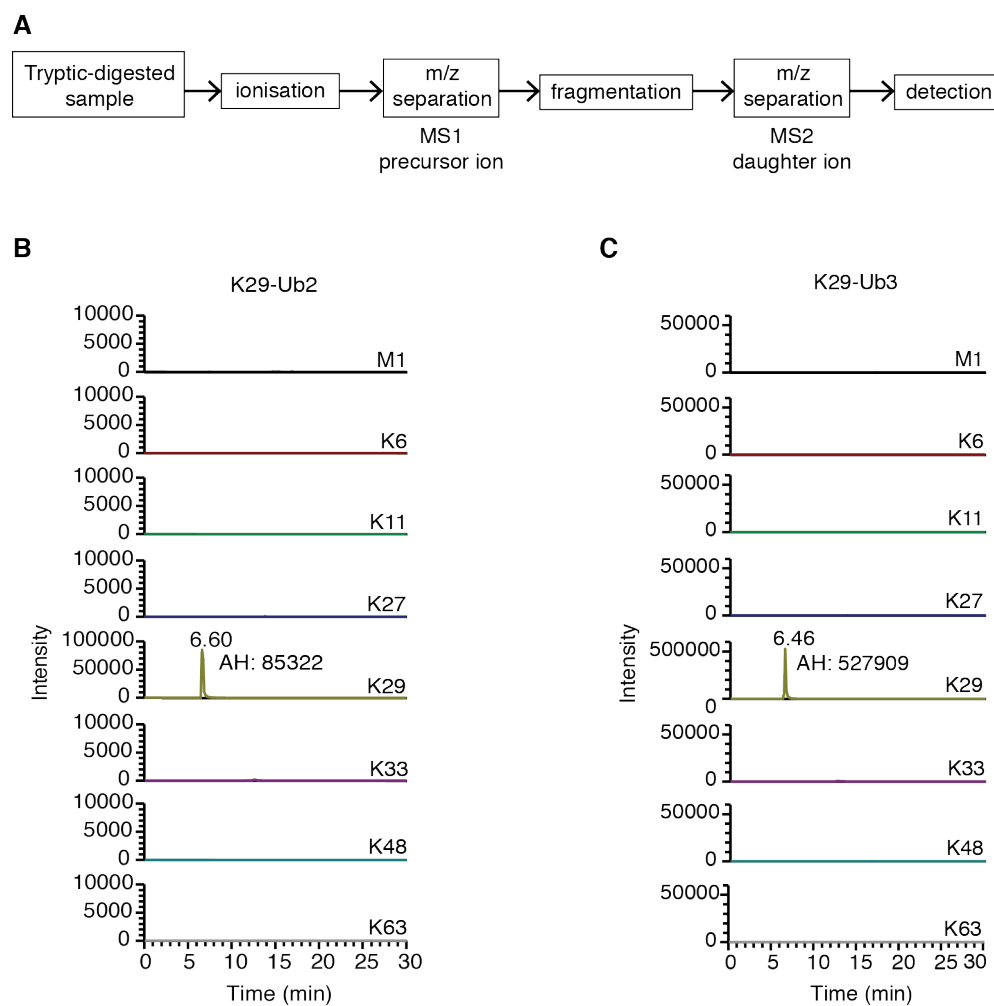 A
Tryptic-digested
sample
ionisation
m/z
separation
fragmentation
m/z
separation
detection
MS1
precursor ion
MS2
daughter ion
B
K29-Ub2
Intensity
10000
5000
0
M1
10000
5000
0
K6
10000
5000
0
K11
10000
5000
0
K27
100000
50000
0
6.60
AH: 85322
K29
10000
5000
0
K33
10000
5000
0
K48
10000
5000
0
K63
0 5 10 15 20 25 30
Time (min)
C
K29-Ub3
Intensity
50000
0
M1
50000
0
K6
50000
0
K11
50000
0
K27
500000
0
6.46
AH: 527909
K29
50000
0
K33
50000
0
K48
50000
0
K63
0 5 10 15 20 25 30
Time (min)